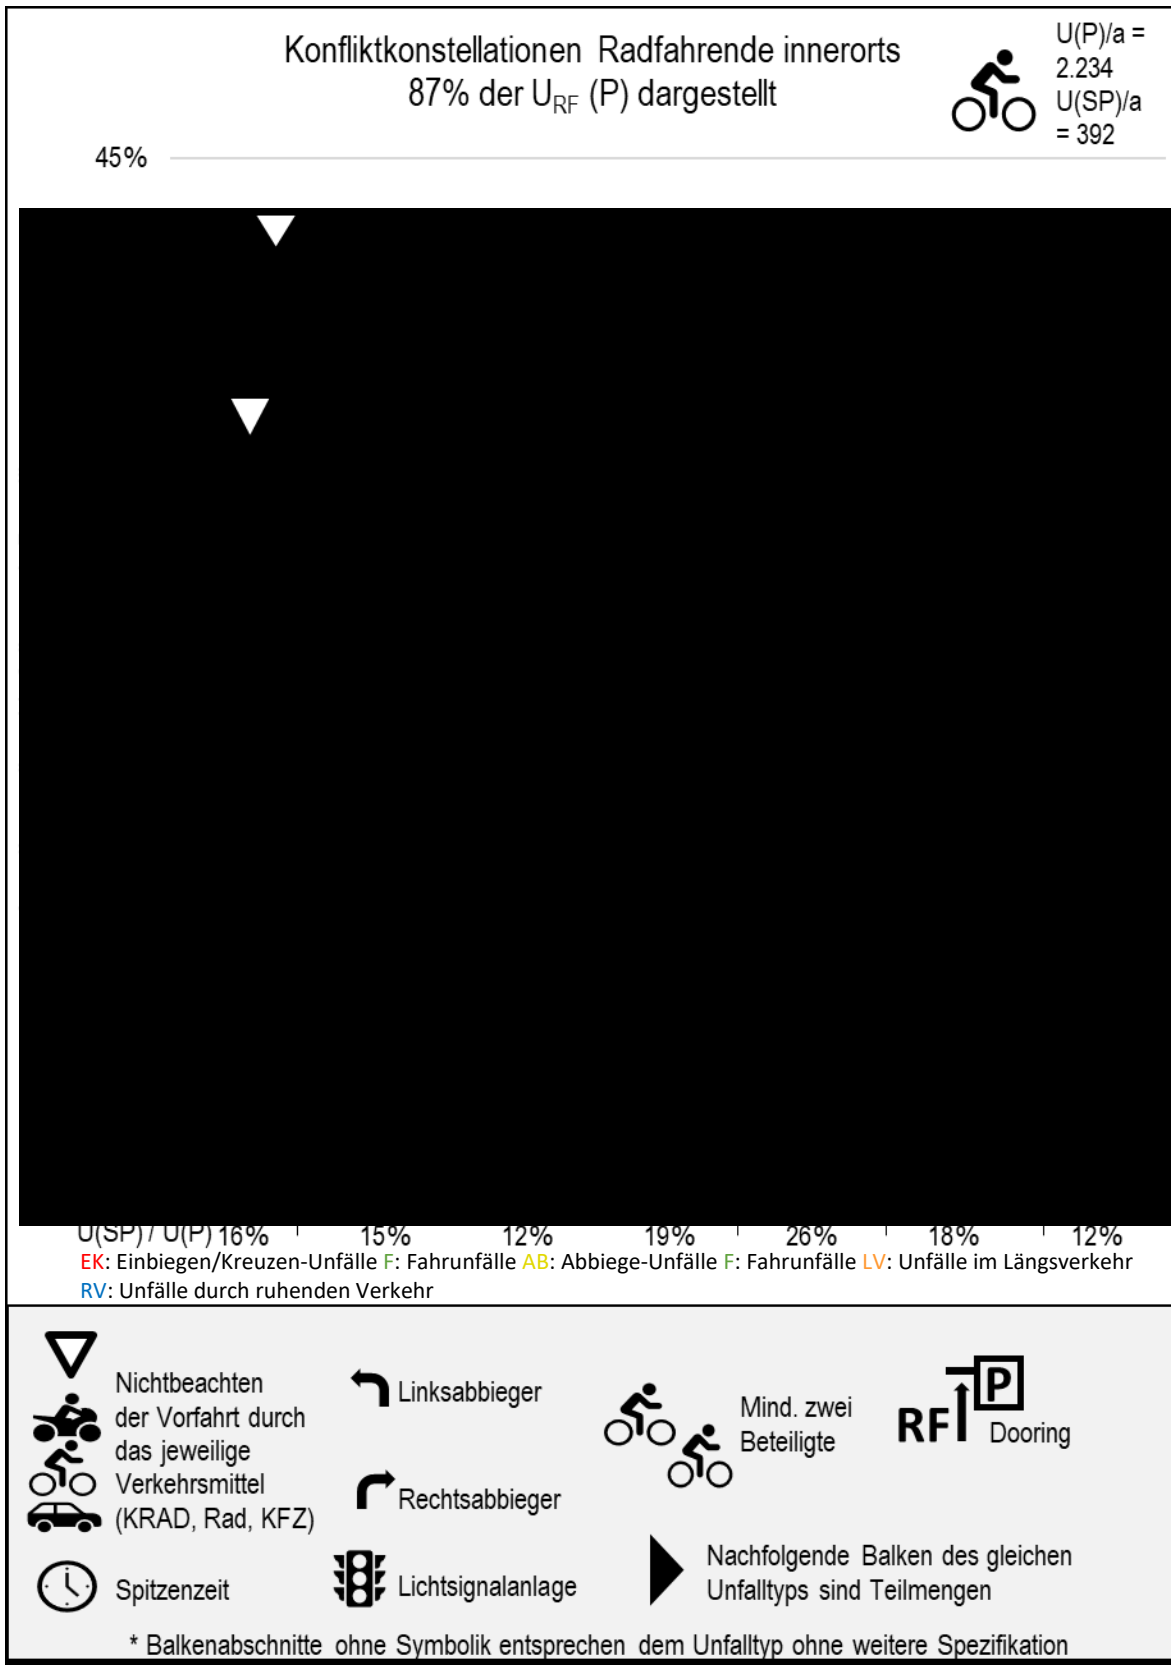 Konfliktkonstellationen Radfahrende innerorts
87% der U_RF (P) dargestellt
U(P)/a =
2.234
U(SP)/a
= 392
45%
U(SP) / U(P) 16% 15% 12% 19% 26% 18% 12%
EK: Einbiegen/Kreuzen-Unfälle F: Fahrunfälle AB: Abbiege-Unfälle F: Fahrunfälle LV: Unfälle im Längsverkehr
RV: Unfälle durch ruhenden Verkehr
Nichtbeachten
der Vorfahrt durch
das jeweilige
Verkehrsmittel
(KRAD, Rad, KFZ)
Spitzenzeit
Linksabbieger
Rechtsabbieger
Lichtsignalanlage
Mind. zwei
Beteiligte
P
RF Dooring
Nachfolgende Balken des gleichen
Unfalltyps sind Teilmengen
* Balkenabschnitte ohne Symbolik entsprechen dem Unfalltyp ohne weitere Spezifikation